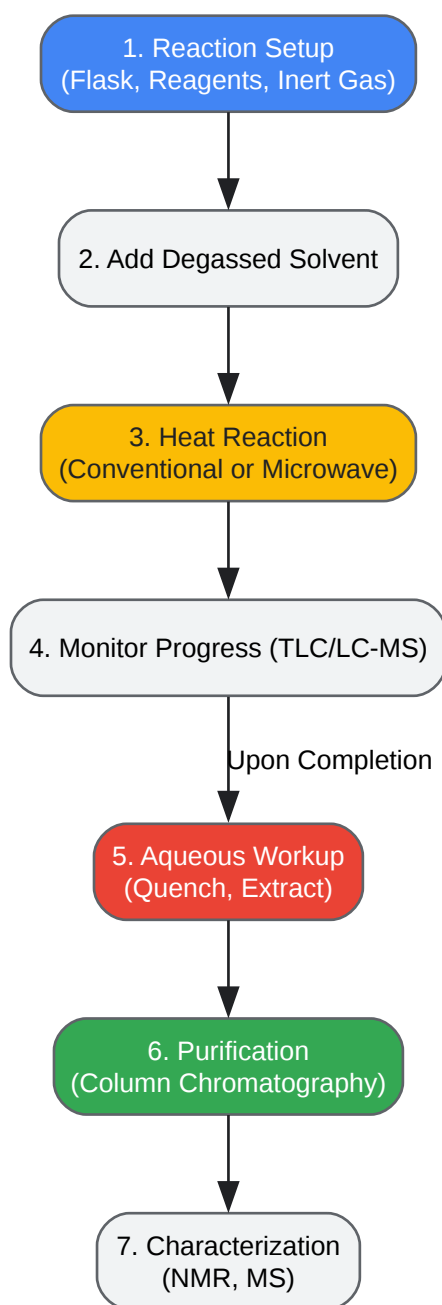 1. Reaction Setup
(Flask, Reagents, Inert Gas)
2. Add Degassed Solvent
3. Heat Reaction
(Conventional or Microwave)
4. Monitor Progress (TLC/LC-MS)
Upon Completion
5. Aqueous Workup
(Quench, Extract)
6. Purification
(Column Chromatography)
7. Characterization
(NMR, MS)